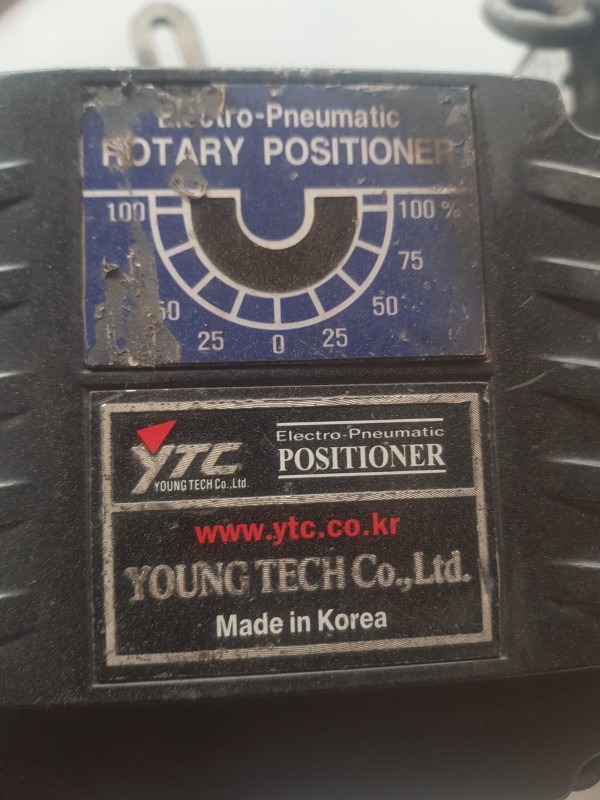 Electro-Pneumatic
ROTARY POSITIONER
100 100 %
75
50 50
25 0 25
YTC
YOUNG TECH Co., Ltd.
Electro-Pneumatic
POSITIONER
www.ytc.co.kr
YOUNG TECH Co., Ltd.
Made in Korea